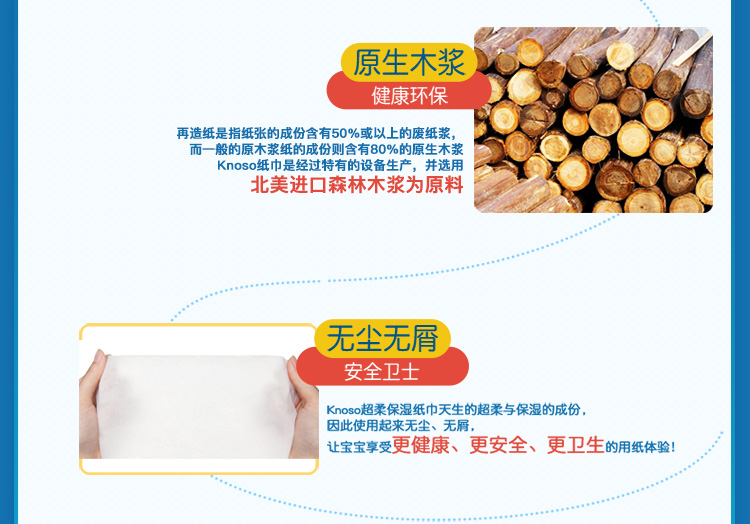 原生木浆
健康环保
再造纸是指纸张的成份含有50%或以上的废纸浆，
而一般的原木浆纸的成份则含有80%的原生木浆
Knoso纸巾是经过特有的设备生产，并选用
北美进口森林木浆为原料
无尘无屑
安全卫士
Knoso超柔保湿纸巾天生的超柔与保湿的成份，
因此使用起来无尘、无屑，
让宝宝享受更健康、更安全、更卫生的用纸体验！